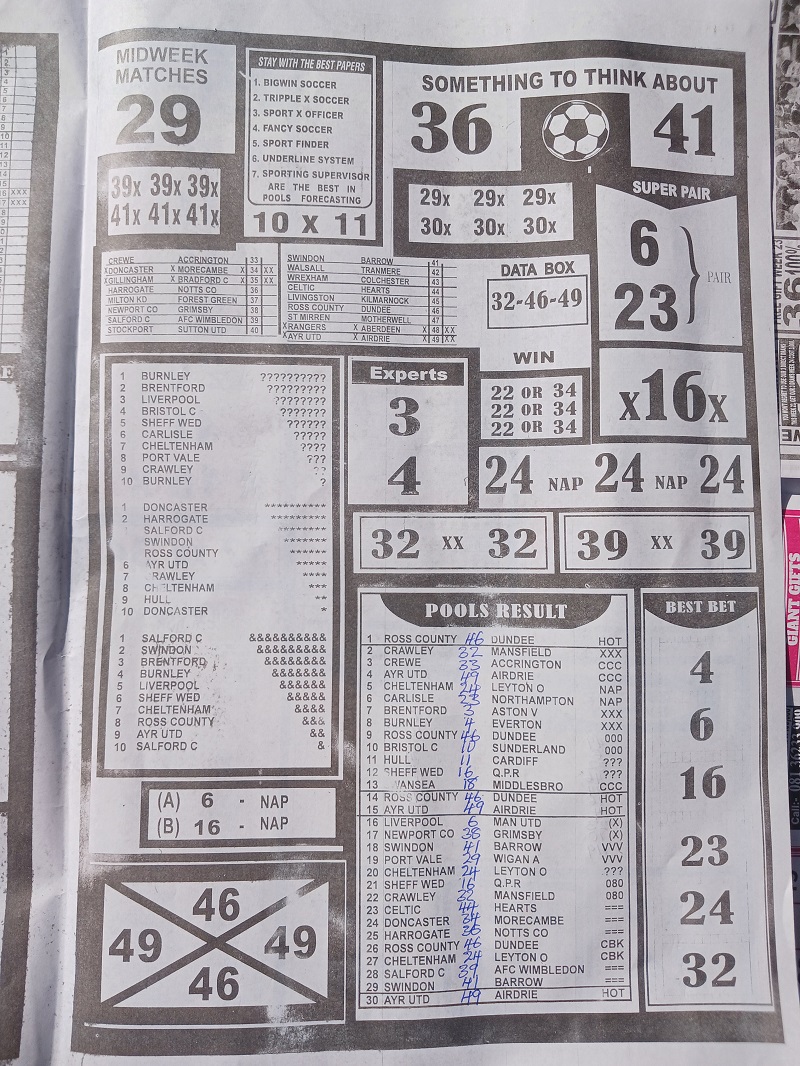 MIDWEEK
MATCHES
29
39x 39x 39x
41x 41x 41x
STAY WITH THE BEST PAPERS
1. BIGWIN SOCCER
2. TRIPPLE X SOCCER
3. SPORT X OFFICER
4. FANCY SOCCER
5. SPORT FINDER
6. UNDERLINE SYSTEM
7. SPORTING SUPERVISOR
ARE THE BEST IN
POOLS FORECASTING
10 x 11
SOMETHING TO THINK ABOUT
36 41
29x 29x 29x
30x 30x 30x
SUPER PAIR
6
23
PAIR
CREWE ACCRINGTON 33
X DONCASTER X MORECAMBE X 34 XX
X GILLINGHAM X BRADFORD C X 35 XX
HARROGATE NOTTS CO 36
MILTON KD FOREST GREEN 37
NEWPORT CO GRIMSBY 38
SALFORD C AFC WIMBLEDON 39
STOCKPORT SUTTON UTD 40
SWINDON BARROW 41
WALSALL TRANMERE 42
WREXHAM COLCHESTER 43
CELTIC HEARTS 44
LIVINGSTON KILMARNOCK 45
ROSS COUNTY DUNDEE 46
ST MIRREN MOTHERWELL 47
X RANGERS X ABERDEEN X 48 XX
X AYR UTD X AIRDRIE X 49 XX
DATA BOX
32-46-49
WIN
22 OR 34
22 OR 34
22 OR 34
x16x
1 BURNLEY ??????????
2 BRENTFORD ?????????
3 LIVERPOOL ????????
4 BRISTOL C ???????
5 SHEFF WED ??????
6 CARLISLE ?????
7 CHELTENHAM ????
8 PORT VALE ???
9 CRAWLEY ??
10 BURNLEY ?
1 DONCASTER **********
2 HARROGATE *********
SALFORD C ********
SWINDON *******
ROSS COUNTY ******
6 AYR UTD *****
7 CRAWLEY ****
8 CHELTENHAM ***
9 HULL **
10 DONCASTER *
1 SALFORD C &&&&&&&&&&
2 SWINDON &&&&&&&&&
3 BRENTFORD &&&&&&&&
4 BURNLEY &&&&&&&
5 LIVERPOOL &&&&&&
6 SHEFF WED &&&&&
7 CHELTENHAM &&&&
8 ROSS COUNTY &&&
9 AYR UTD &&
10 SALFORD C &
Experts
3
4
24 NAP 24 NAP 24
32 XX 32
39 XX 39
(A) 6 - NAP
(B) 16 - NAP
46
49 49
46
POOLS RESULT
1 ROSS COUNTY 46 DUNDEE HOT
2 CRAWLEY 32 MANSFIELD XXX
3 CREWE 33 ACCRINGTON CCC
4 AYR UTD 49 AIRDRIE CCC
5 CHELTENHAM 24 LEYTON O NAP
6 CARLISLE 23 NORTHAMPTON NAP
7 BRENTFORD 3 ASTON V XXX
8 BURNLEY 4 EVERTON XXX
9 ROSS COUNTY 46 DUNDEE 000
10 BRISTOL C 10 SUNDERLAND 000
11 HULL 11 CARDIFF ???
12 SHEFF WED 16 Q.P.R ???
13 WANSEA 18 MIDDLESBRO CCC
14 ROSS COUNTY 46 DUNDEE HOT
15 AYR UTD 49 AIRDRIE HOT
16 LIVERPOOL 6 MAN UTD (X)
17 NEWPORT CO 38 GRIMSBY (X)
18 SWINDON 41 BARROW VVV
19 PORT VALE 29 WIGAN A VVV
20 CHELTENHAM 24 LEYTON O ???
21 SHEFF WED 16 Q.P.R 080
22 CRAWLEY 32 MANSFIELD 080
23 CELTIC 44 HEARTS ===
24 DONCASTER 34 MORECAMBE ===
25 HARROGATE 36 NOTTS CO ===
26 ROSS COUNTY 46 DUNDEE CBK
27 CHELTENHAM 24 LEYTON O CBK
28 SALFORD C 39 AFC WIMBLEDON ===
29 SWINDON 41 BARROW ===
30 AYR UTD 49 AIRDRIE HOT
BEST BET
4
6
16
23
24
32
GIANT GIFTS